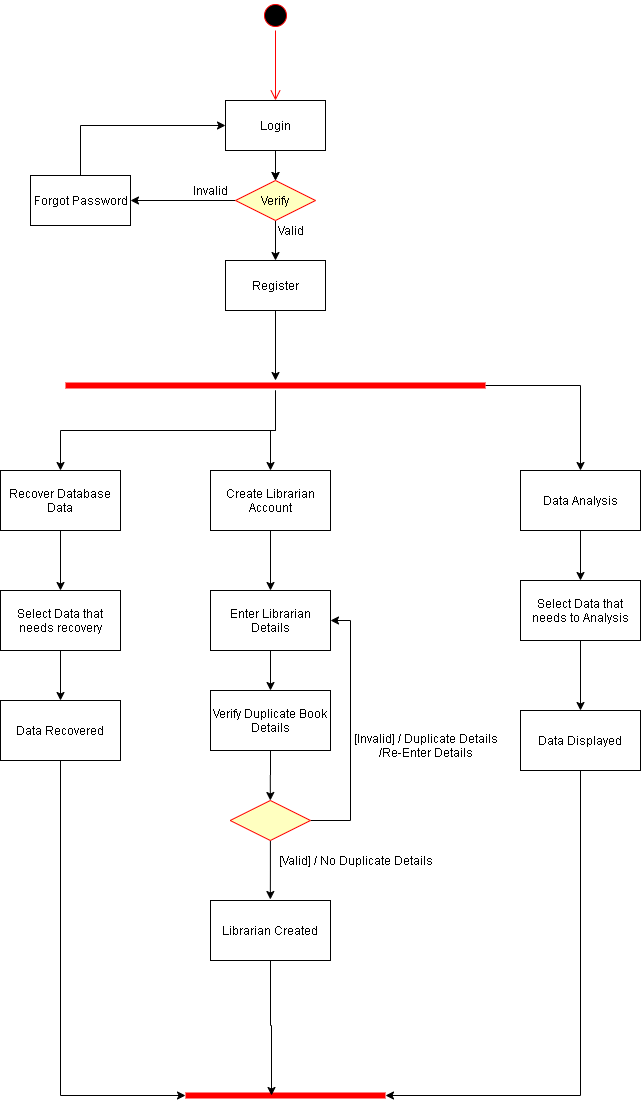 Login
Invalid
Forgot Password
Verify
Valid
Register
Recover Database
Data
Create Librarian
Account
Data Analysis
Select Data that
needs recovery
Enter Librarian
Details
Select Data that
needs to Analysis
Data Recovered
Verify Duplicate Book
Details
[Invalid] / Duplicate Details
/Re-Enter Details
Data Displayed
[Valid] / No Duplicate Details
Librarian Created